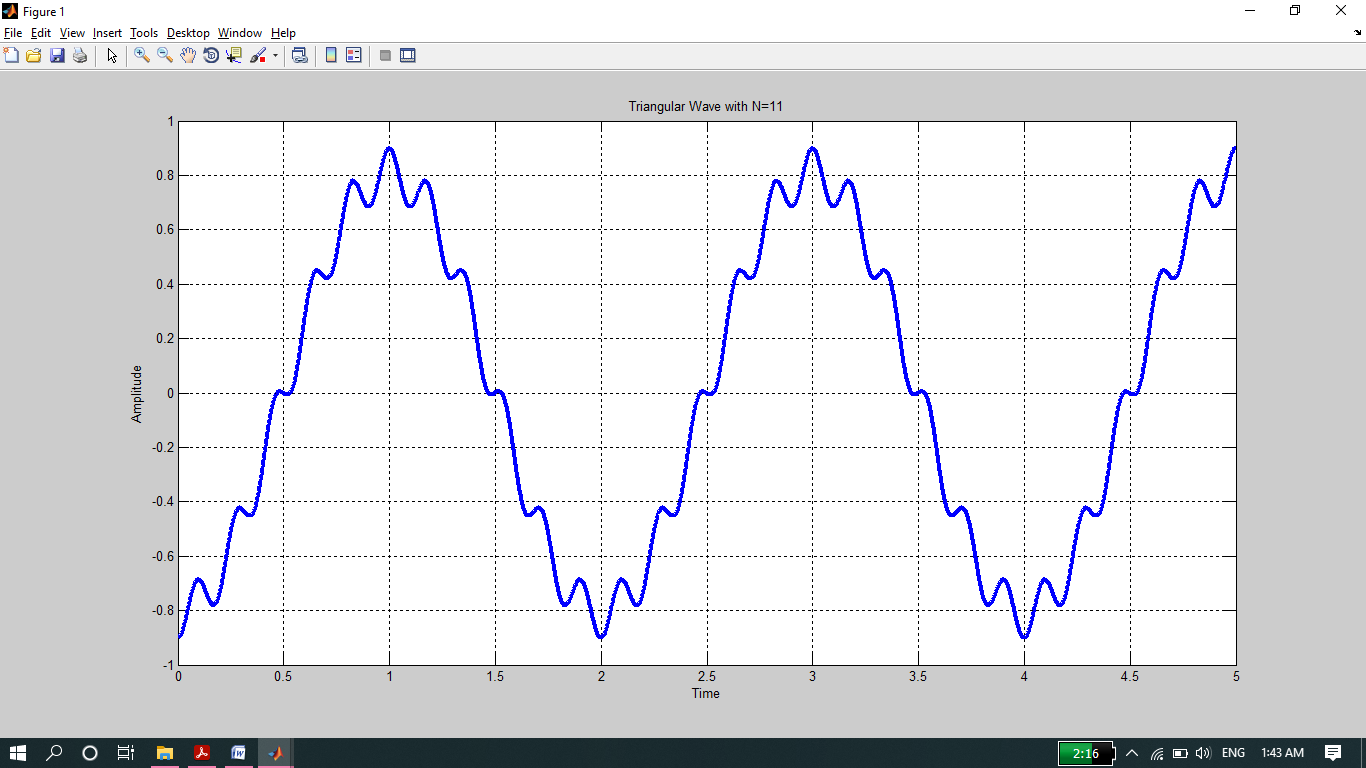 Figure 1
File Edit View Insert Tools Desktop Window Help
Triangular Wave with N=11
1
0.8
0.6
0.4
0.2
0
-0.2
-0.4
-0.6
-0.8
-1
Amplitude
0 0.5 1 1.5 2 2.5 3 3.5 4 4.5 5
Time
2:16 ENG 1:43 AM